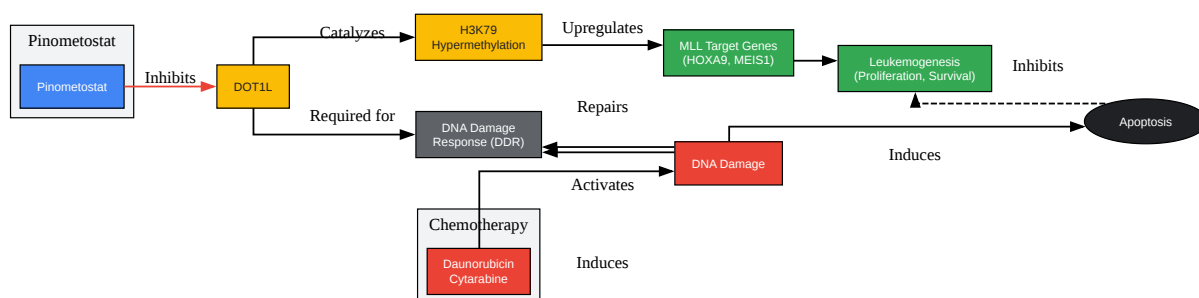 Pinometostat
Pinometostat
Inhibits
DOT1L
Catalyzes
H3K79
Hypermethylation
Upregulates
MLL Target Genes
(HOXA9, MEIS1)
Leukemogenesis
(Proliferation, Survival)
Inhibits
Required for
DNA Damage
Response (DDR)
Repairs
Activates
DNA Damage
Induces
Apoptosis
Chemotherapy
Daunorubicin
Cytarabine
Induces